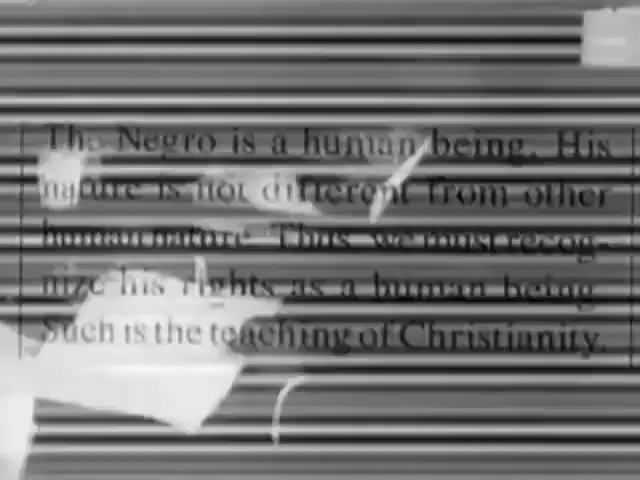 The Negro is a human being. His
nature is not different from other
human nature. Thus, we must recog-
nize his rights as a human being.
Such is the teaching of Christianity.